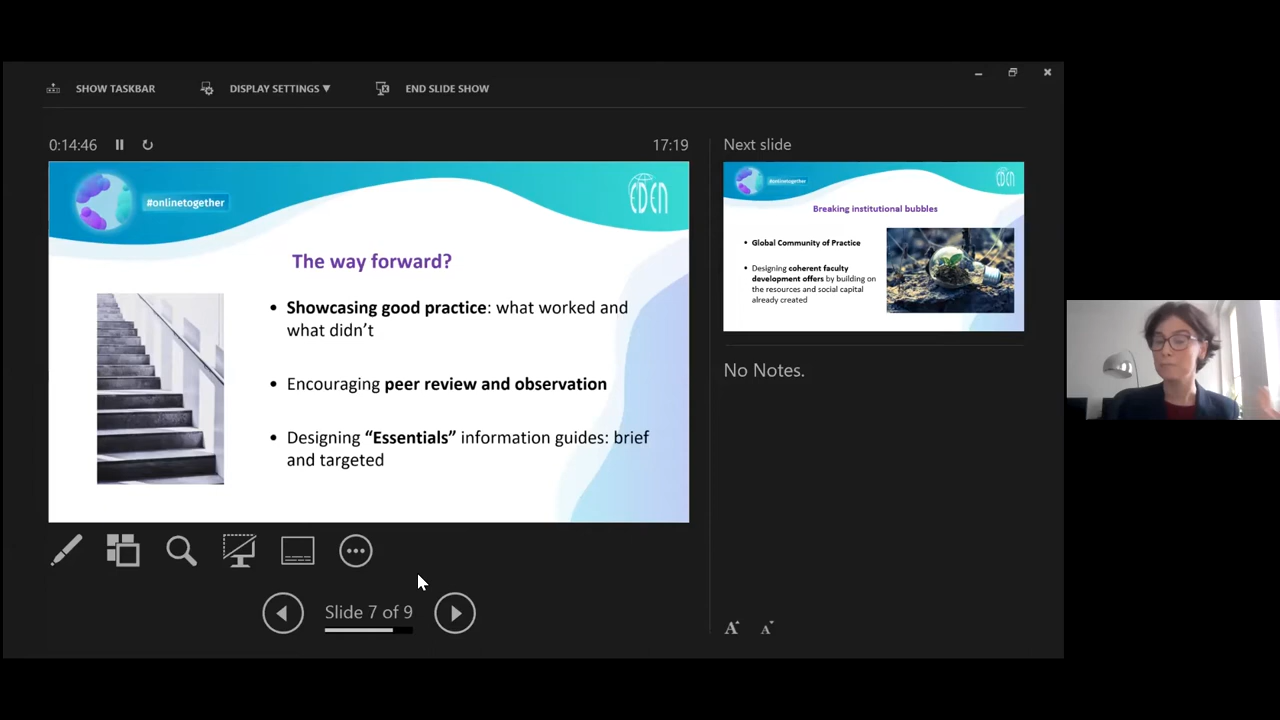 SHOW TASKBAR
DISPLAY SETTINGS ▼
END SLIDE SHOW
0:14:46
17:19
#onlinetogether
EDEN
The way forward?
• Showcasing good practice: what worked and
what didn’t
• Encouraging peer review and observation
• Designing “Essentials” information guides: brief
and targeted
Slide 7 of 9
Next slide
#onlinetogether
EDEN
Breaking institutional bubbles
• Global Community of Practice
• Designing coherent faculty
development offers by building on
the resources and social capital
already created
No Notes.
A A